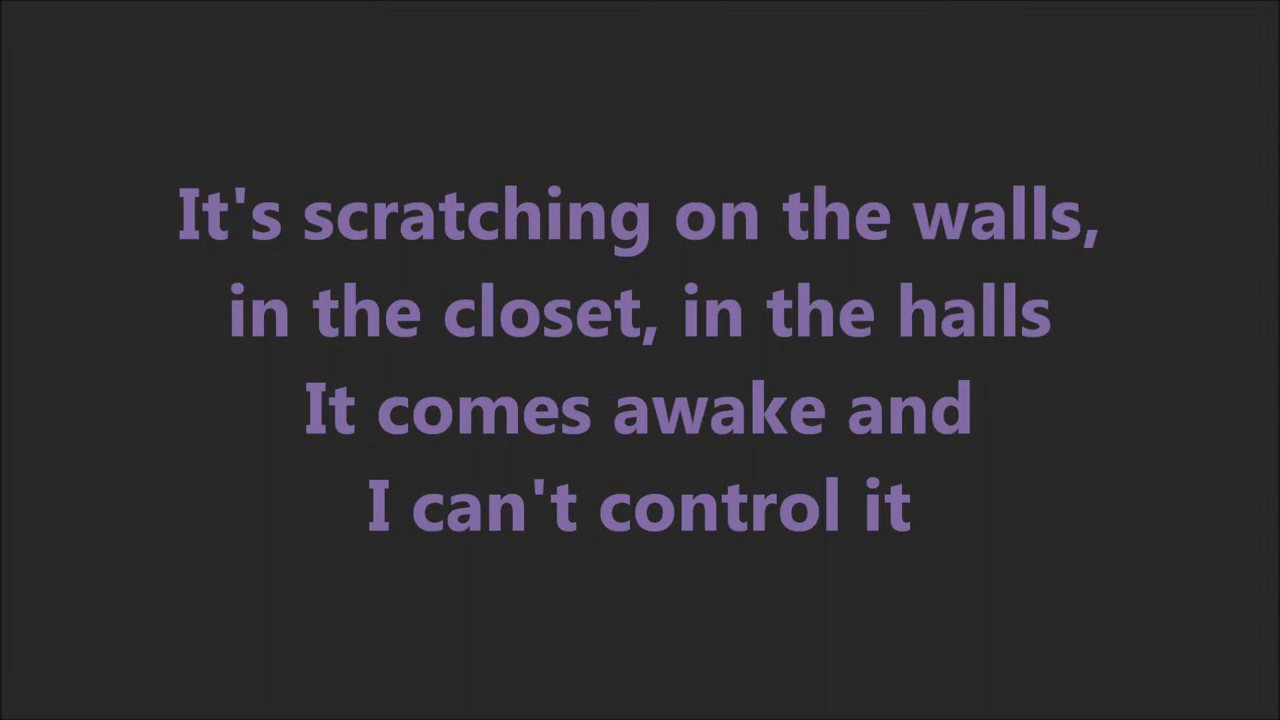 It's scratching on the walls,
in the closet, in the halls
It comes awake and
I can't control it